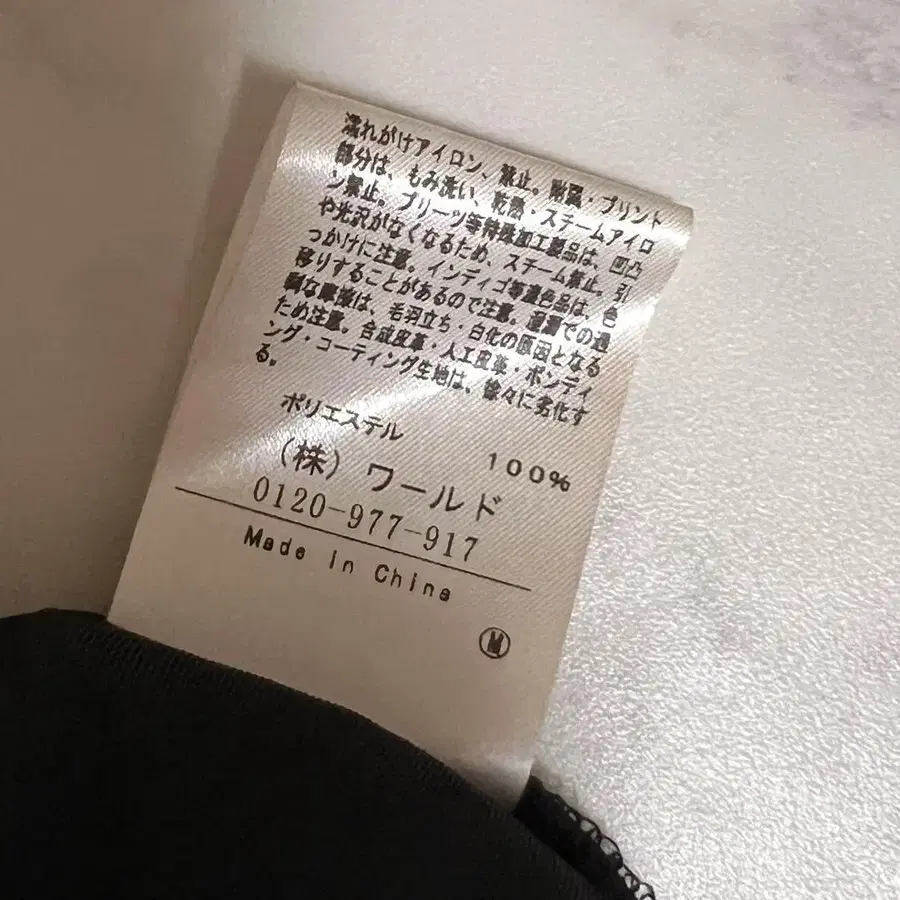 濡れがけアイロン、禁止。樹脂・プリント
部分は、もみ洗い、乾熱・スチームアイロ
ン禁止。プリーツ等特殊加工製品は、凹凸
や光沢がなくなるため、スチーム禁止。引
っかけに注意。インディゴ等濃色品は、色
移りすることがあるので注意。湿潤での過
剰な摩擦は、毛羽立ち・白化の原因となる
ため注意。合成皮革・人工皮革・ボンディ
ング・コーティング生地は、徐々に劣化す
る。
ポリエステル 100%
(株) ワールド
0120-977-917
Made in China
M